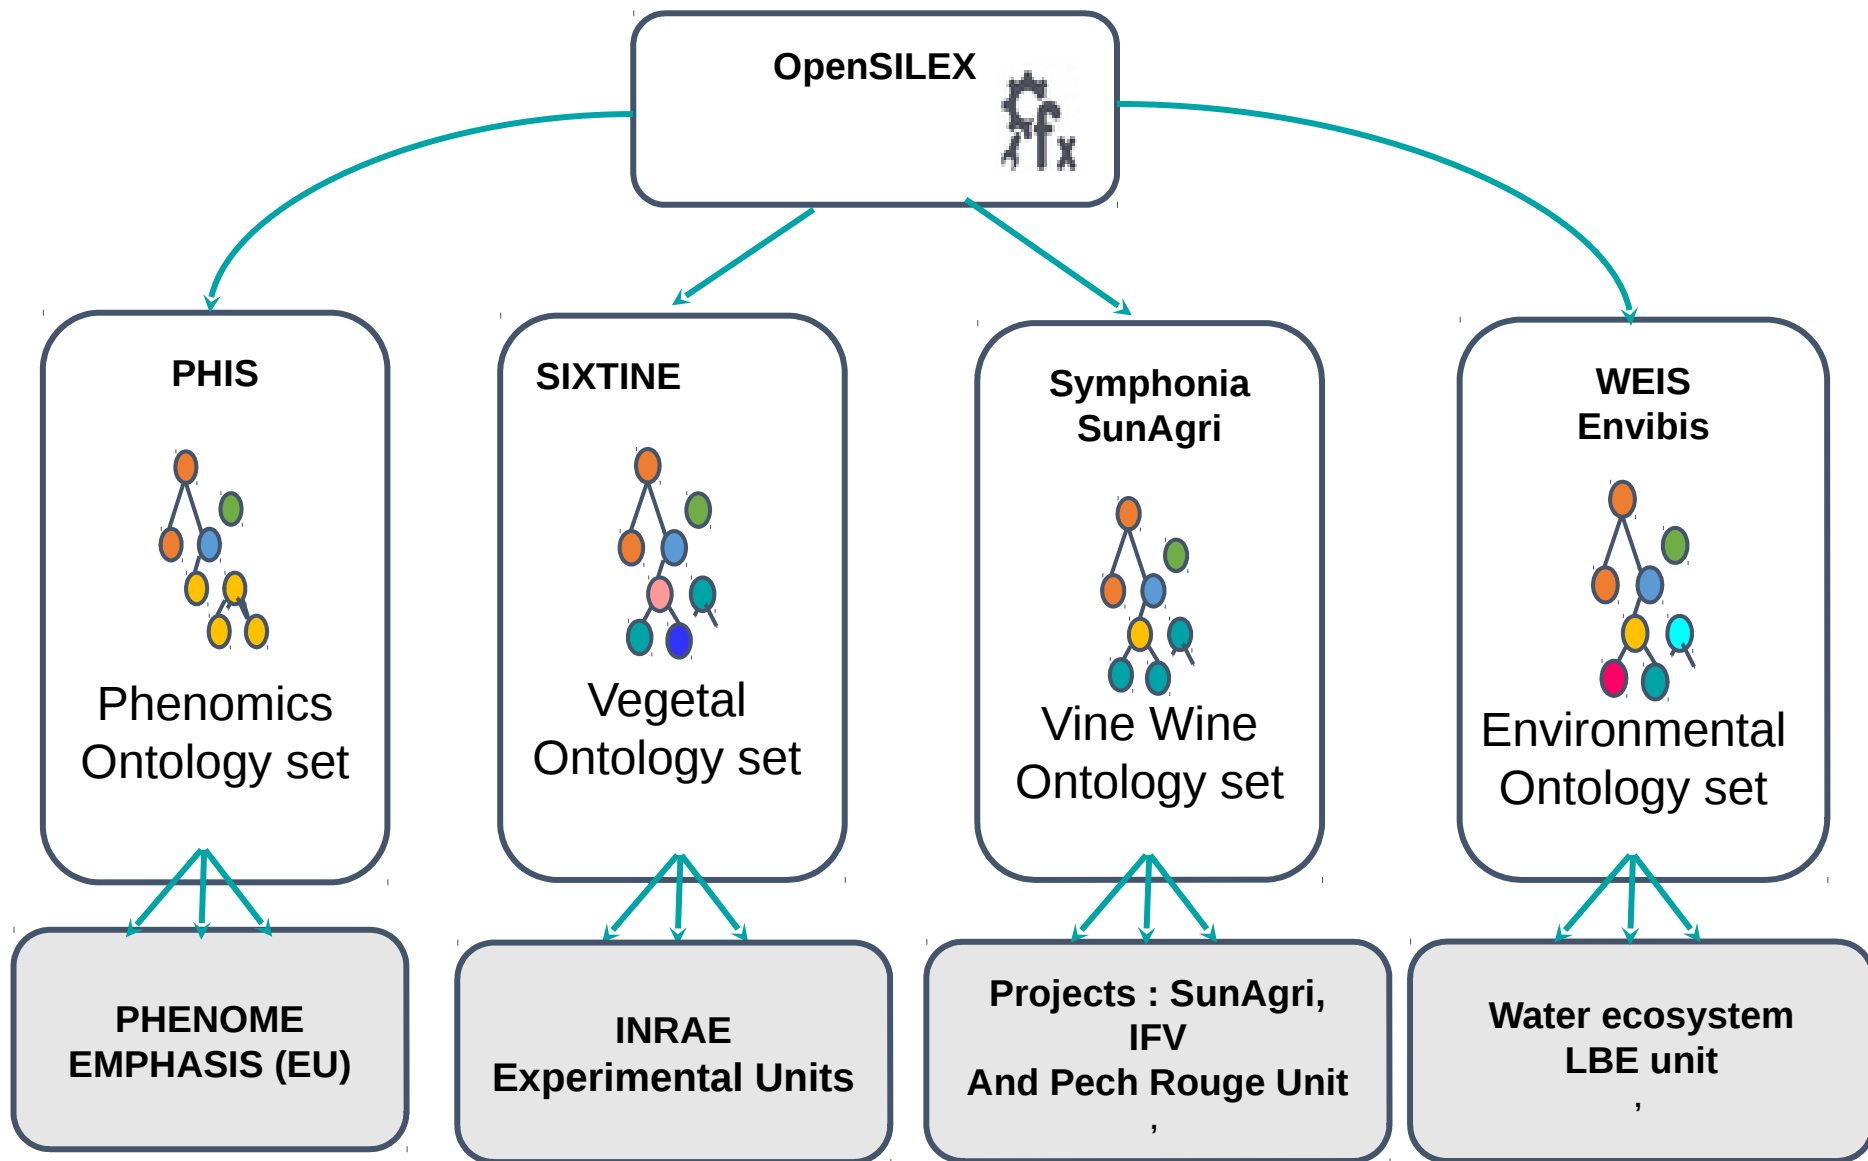 OpenSILEX
fx
PHIS
Phenomics
Ontology set
SIXTINE
Vegetal
Ontology set
Symphonia
SunAgri
Vine Wine
Ontology set
WEIS
Envibis
Environmental
Ontology set
PHENOME
EMPHASIS (EU)
INRAE
Experimental Units
Projects : SunAgri,
IFV
And Pech Rouge Unit
,
Water ecosystem
LBE unit
,